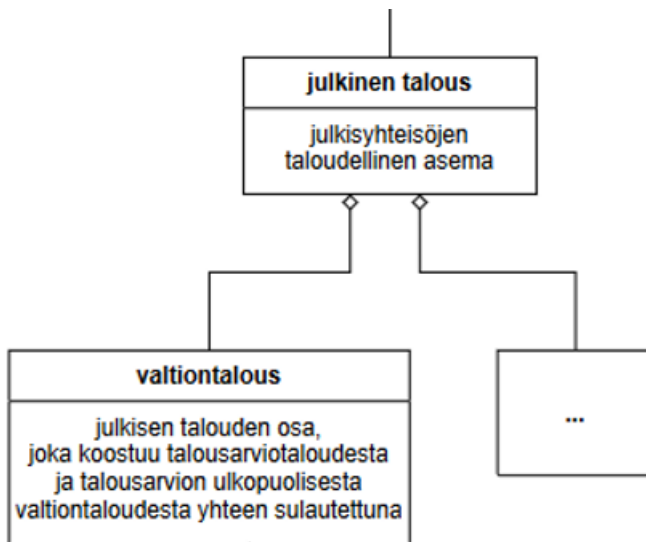 julkinen talous
julkisyhteisöjen
taloudellinen asema
valtiontalous
julkisen talouden osa,
joka koostuu talousarviotaloudesta
ja talousarvion ulkopuolisesta
valtiontaloudesta yhteen sulautettuna
...